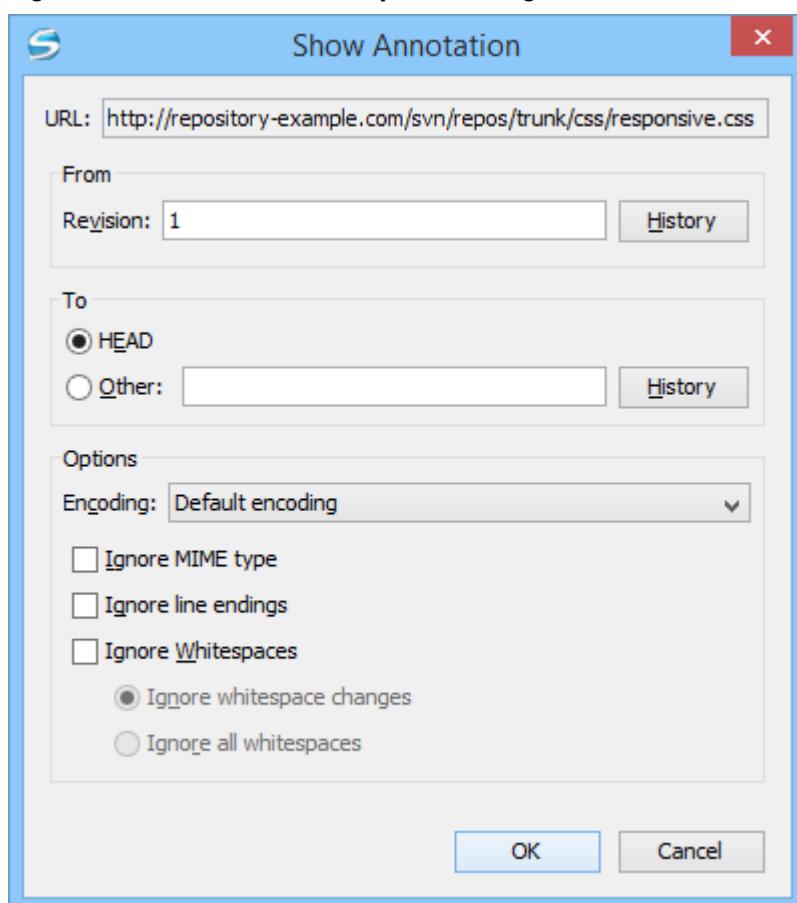 Show Annotation
URL: http://repository-example.com/svn/repos/trunk/css/responsive.css
From
Revision: 1 History
To
HEAD
Other: History
Options
Encoding: Default encoding
Ignore MIME type
Ignore line endings
Ignore Whitespaces
Ignore whitespace changes
Ignore all whitespaces
OK Cancel